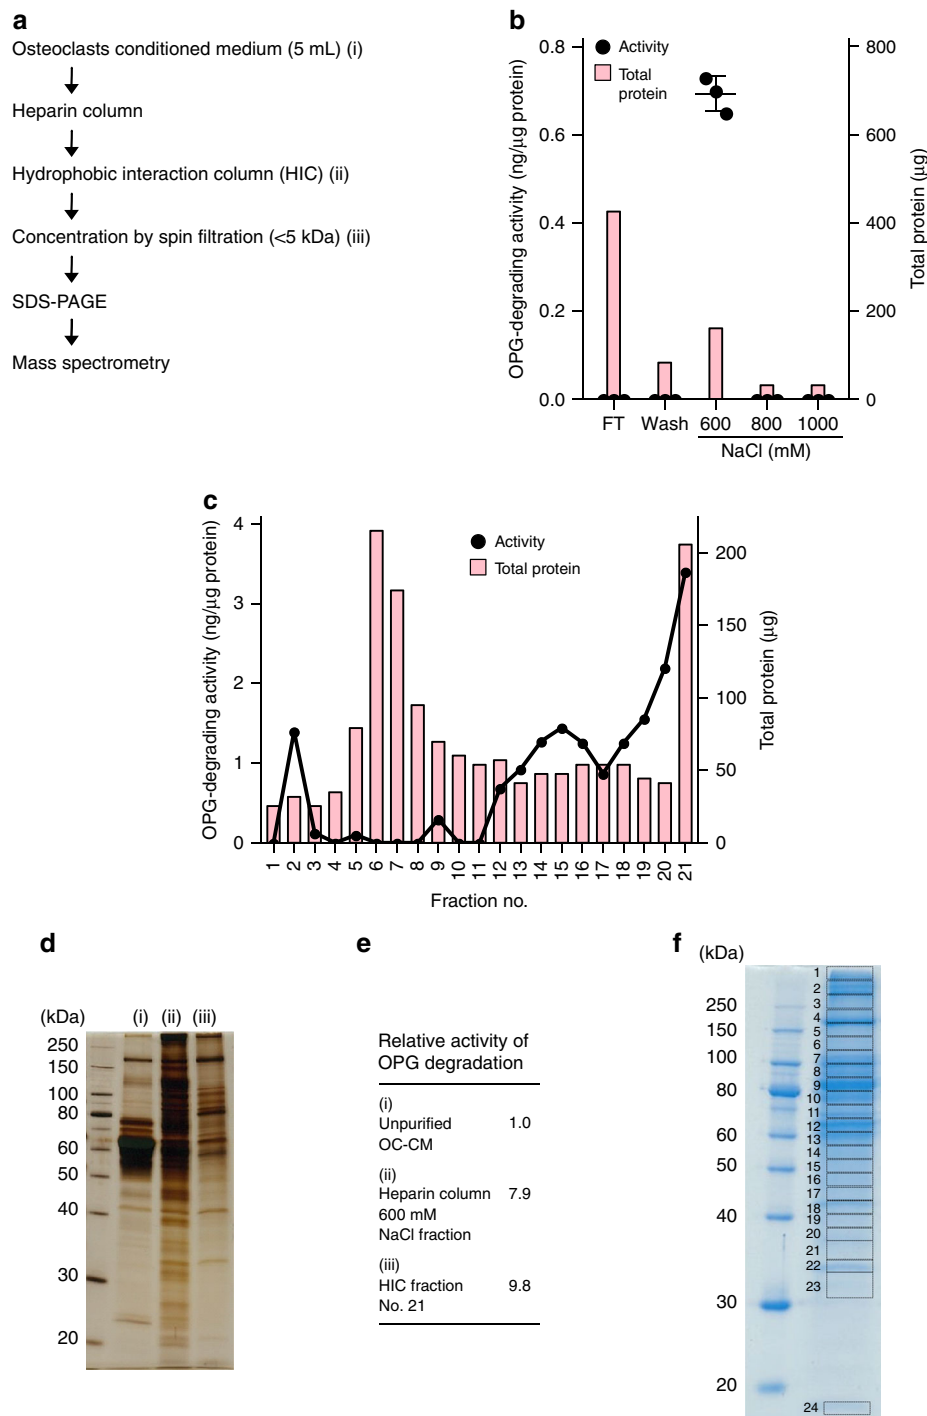 a
Osteoclasts conditioned medium (5 mL) (i)
Heparin column
Hydrophobic interaction column (HIC) (ii)
Concentration by spin filtration (<5 kDa) (iii)
SDS-PAGE
Mass spectrometry
b
OPG-degrading activity (ng/μg protein)
0.8
0.6
0.4
0.2
0.0
Activity
Total
protein
800
600
400
200
0
Total protein (μg)
FT Wash 600 800 1000
NaCl (mM)
c
OPG-degrading activity (ng/μg protein)
4
3
2
1
0
Activity
Total protein
200
150
100
50
0
Total protein (μg)
1 2 3 4 5 6 7 8 9 10 11 12 13 14 15 16 17 18 19 20 21
Fraction no.
d
(kDa) (i) (ii) (iii)
250
150
100
80
60
50
40
30
20
e
Relative activity of
OPG degradation
(i)
Unpurified 1.0
OC-CM
(ii)
Heparin column 7.9
600 mM
NaCl fraction
(iii)
HIC fraction 9.8
No. 21
f
(kDa)
250
150
100
80
60
50
40
30
20
1
2
3
4
5
6
7
8
9
10
11
12
13
14
15
16
17
18
19
20
21
22
23
24